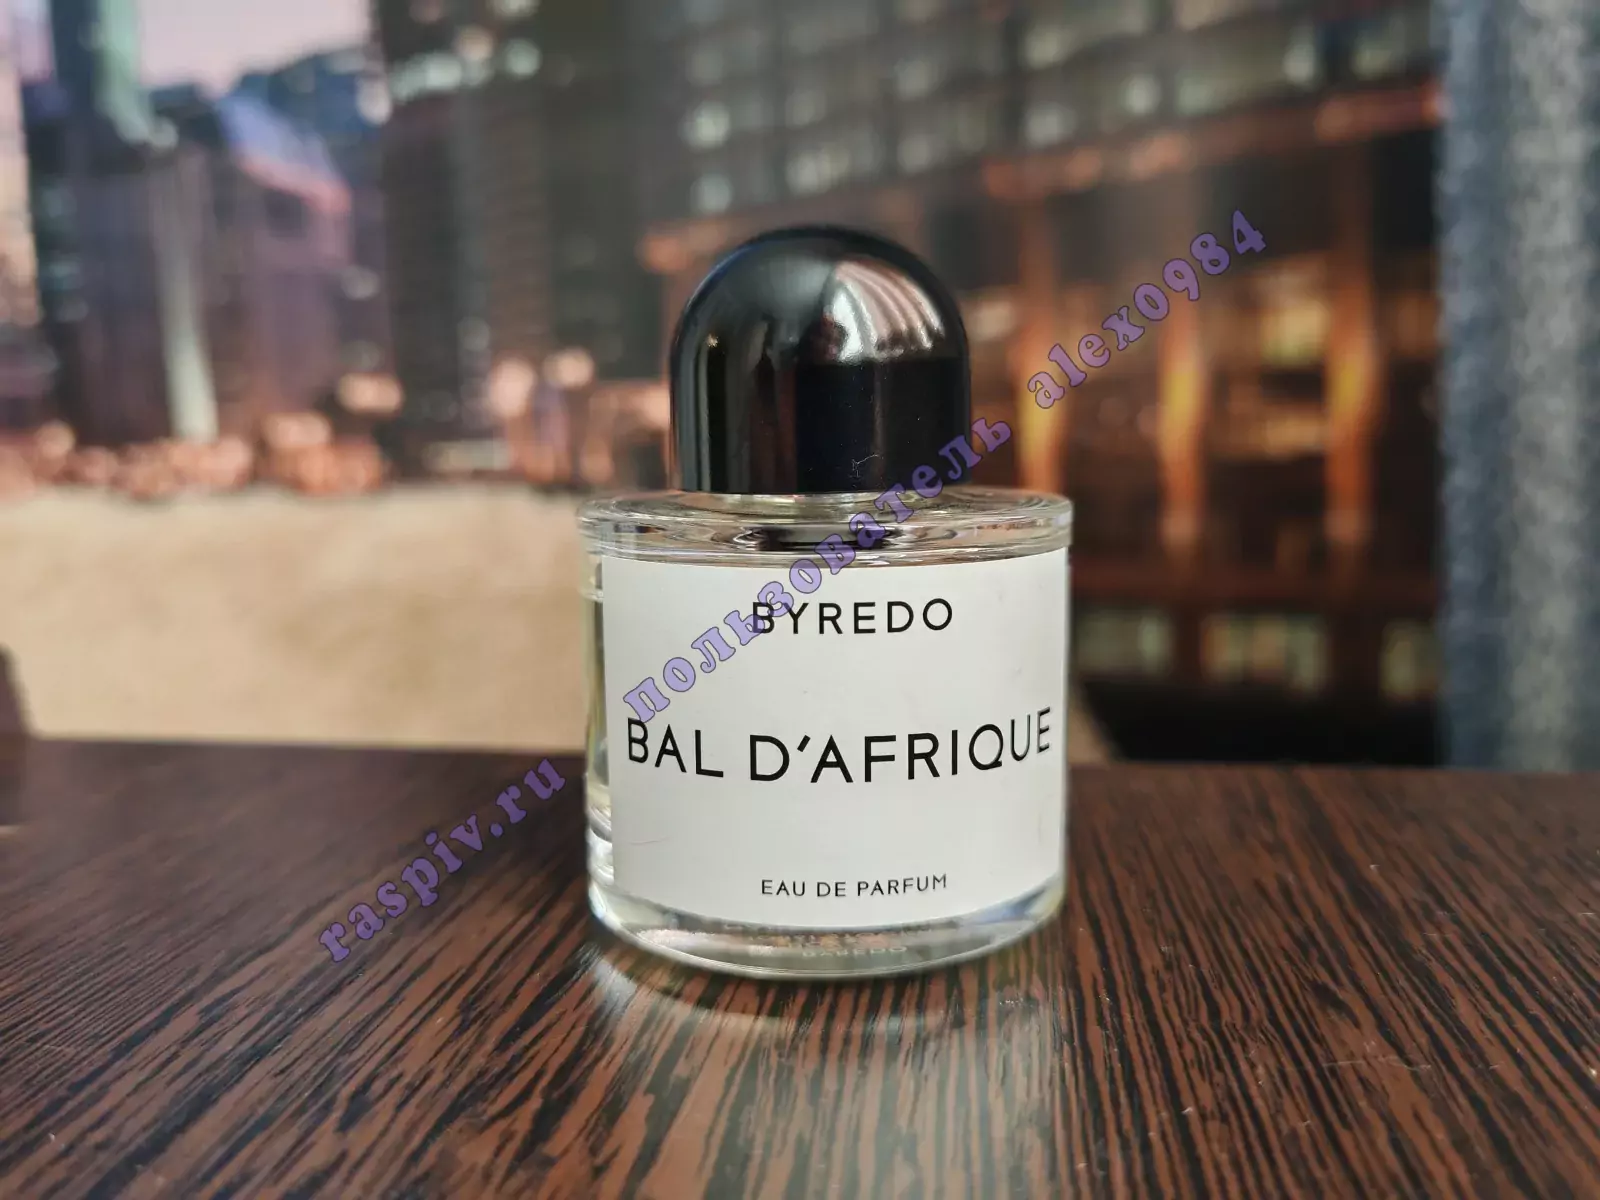 BYREDO
BAL D'AFRIQUE
EAU DE PARFUM
raspiv.ru пользователь alex0984